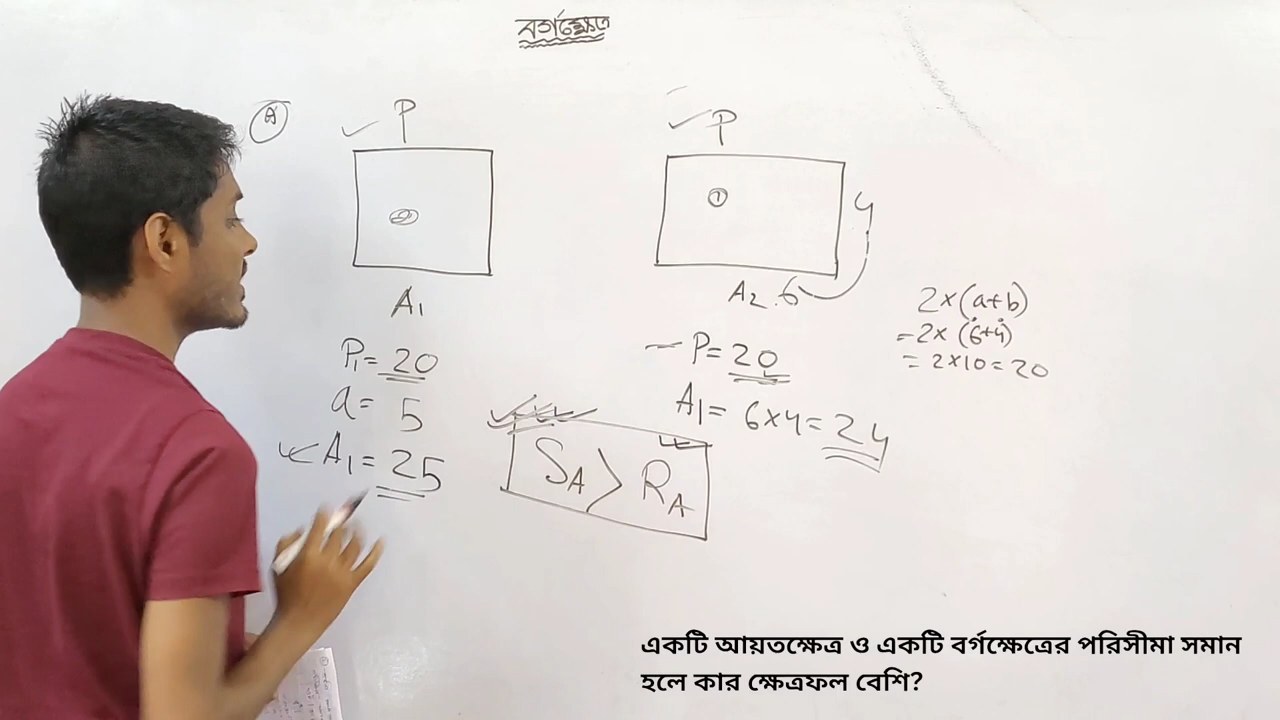 বর্গক্ষেত্র
A
P
P
4
A₁
A₂
6
2×(a+b)
=2× (6+4)
= 2×10=20
P₁= 20
a= 5
A₁= 25
P= 20
A₁= 6×4= 24
S_A > R_A
একটি আয়তক্ষেত্র ও একটি বর্গক্ষেত্রের পরিসীমা সমান
হলে কার ক্ষেত্রফল বেশি?